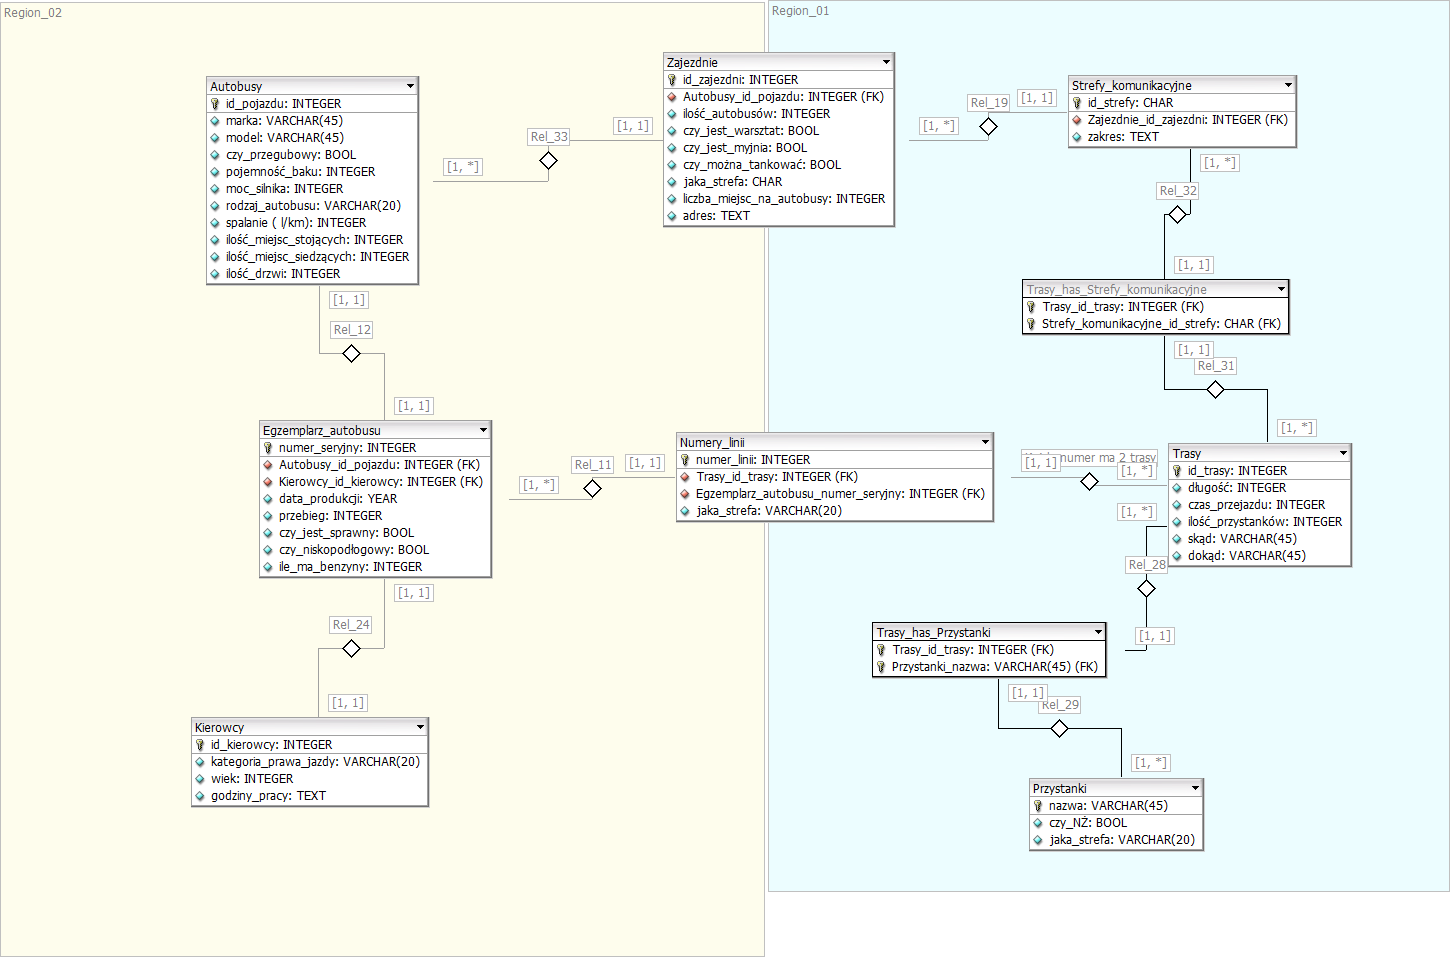 Region_02
Region_01
Autobusy
id_pojazdu: INTEGER
marka: VARCHAR(45)
model: VARCHAR(45)
czy_przegubowy: BOOL
pojemność_baku: INTEGER
moc_silnika: INTEGER
rodzaj_autobusu: VARCHAR(20)
spalanie ( l/km): INTEGER
ilość_miejsc_stojących: INTEGER
ilość_miejsc_siedzących: INTEGER
ilość_drzwi: INTEGER
[1, *]
Rel_33
[1, 1]
Zajezdnie
id_zajezdni: INTEGER
Autobusy_id_pojazdu: INTEGER (FK)
ilość_autobusów: INTEGER
czy_jest_warsztat: BOOL
czy_jest_myjnia: BOOL
czy_można_tankować: BOOL
jaka_strefa: CHAR
liczba_miejsc_na_autobusy: INTEGER
adres: TEXT
[1, *]
Rel_19
[1, 1]
Strefy_komunikacyjne
id_strefy: CHAR
Zajezdnie_id_zajezdni: INTEGER (FK)
zakres: TEXT
[1, *]
Rel_32
[1, 1]
Trasy_has_Strefy_komunikacyjne
Trasy_id_trasy: INTEGER (FK)
Strefy_komunikacyjne_id_strefy: CHAR (FK)
[1, 1]
Rel_31
[1, *]
[1, 1]
Rel_12
[1, 1]
Egzemplarz_autobusu
numer_seryjny: INTEGER
Autobusy_id_pojazdu: INTEGER (FK)
Kierowcy_id_kierowcy: INTEGER (FK)
data_produkcji: YEAR
przebieg: INTEGER
czy_jest_sprawny: BOOL
czy_niskopodłogowy: BOOL
ile_ma_benzyny: INTEGER
[1, *]
Rel_11
[1, 1]
Numery_linii
numer_linii: INTEGER
Trasy_id_trasy: INTEGER (FK)
Egzemplarz_autobusu_numer_seryjny: INTEGER (FK)
jaka_strefa: VARCHAR(20)
numer ma 2 trasy
[1, 1]
[1, *]
Trasy
id_trasy: INTEGER
długość: INTEGER
czas_przejazdu: INTEGER
ilość_przystanków: INTEGER
skąd: VARCHAR(45)
dokąd: VARCHAR(45)
[1, *]
Rel_28
[1, 1]
Trasy_has_Przystanki
Trasy_id_trasy: INTEGER (FK)
Przystanki_nazwa: VARCHAR(45) (FK)
[1, 1]
Rel_29
[1, *]
Przystanki
nazwa: VARCHAR(45)
czy_NŻ: BOOL
jaka_strefa: VARCHAR(20)
[1, 1]
Rel_24
[1, 1]
Kierowcy
id_kierowcy: INTEGER
kategoria_prawa_jazdy: VARCHAR(20)
wiek: INTEGER
godziny_pracy: TEXT